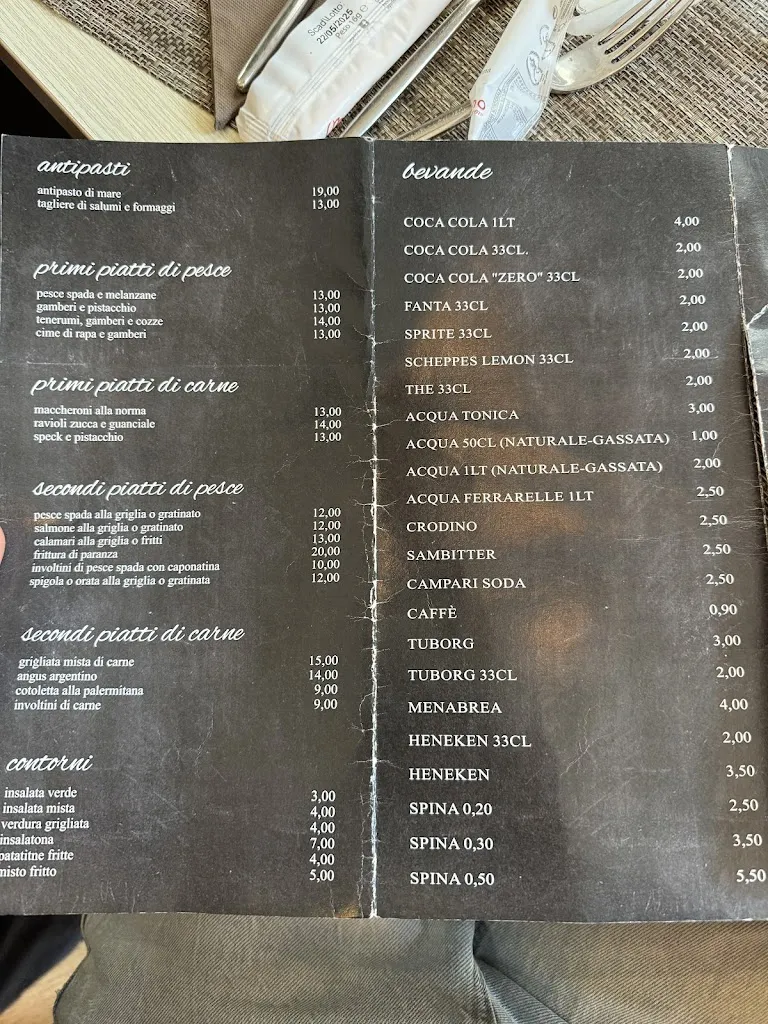 Scad/Lotto
22/05/2025
antipasti
antipasto di mare 19,00
tagliere di salumi e formaggi 13,00
primi piatti di pesce
pesce spada e melanzane 13,00
gamberi e pistacchio 13,00
tenerumi, gamberi e cozze 14,00
cime di rapa e gamberi 13,00
primi piatti di carne
maccheroni alla norma 13,00
ravioli zucca e guanciale 14,00
speck e pistacchio 13,00
secondi piatti di pesce
pesce spada alla griglia o gratinato 12,00
salmone alla griglia o gratinato 12,00
calamari alla griglia o fritti 13,00
frittura di paranza 20,00
involtini di pesce spada con caponatina 10,00
spigola o orata alla griglia o gratinata 12,00
secondi piatti di carne
grigliata mista di carne 15,00
angus argentino 14,00
cotoletta alla palermitana 9,00
involtini di carne 9,00
contorni
insalata verde 3,00
insalata mista 4,00
verdura grigliata 4,00
insalatona 7,00
patatitne fritte 4,00
misto fritto 5,00
bevande
COCA COLA 1LT 4,00
COCA COLA 33CL. 2,00
COCA COLA "ZERO" 33CL 2,00
FANTA 33CL 2,00
SPRITE 33CL 2,00
SCHEPPES LEMON 33CL 2,00
THE 33CL 2,00
ACQUA TONICA 3,00
ACQUA 50CL (NATURALE-GASSATA) 1,00
ACQUA 1LT (NATURALE-GASSATA) 2,00
ACQUA FERRARELLE 1LT 2,50
CRODINO 2,50
SAMBITTER 2,50
CAMPARI SODA 2,50
CAFFÈ 0,90
TUBORG 3,00
TUBORG 33CL 2,00
MENABREA 4,00
HENEKEN 33CL 2,00
HENEKEN 3,50
SPINA 0,20 2,50
SPINA 0,30 3,50
SPINA 0,50 5,50